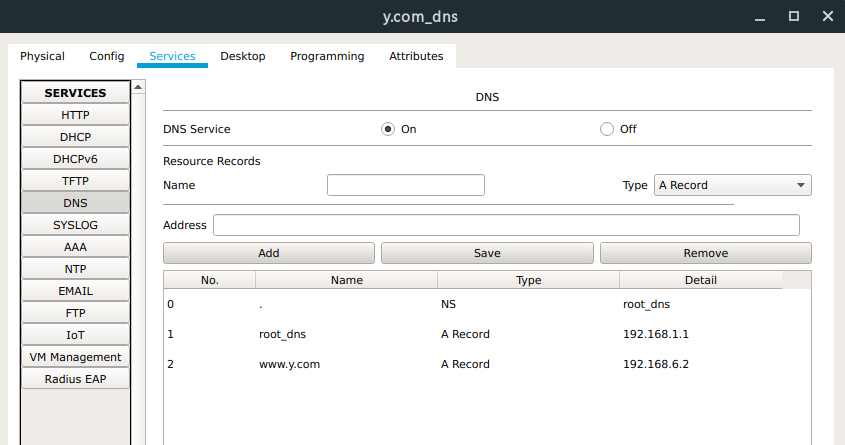 y.com_dns
Physical Config Services Desktop Programming Attributes
SERVICES
HTTP
DHCP
DHCPv6
TFTP
DNS
SYSLOG
AAA
NTP
EMAIL
FTP
IoT
VM Management
Radius EAP
DNS
DNS Service On Off
Resource Records
Name Type A Record
Address
Add Save Remove
No. Name Type Detail
0 . NS root_dns
1 root_dns A Record 192.168.1.1
2 www.y.com A Record 192.168.6.2